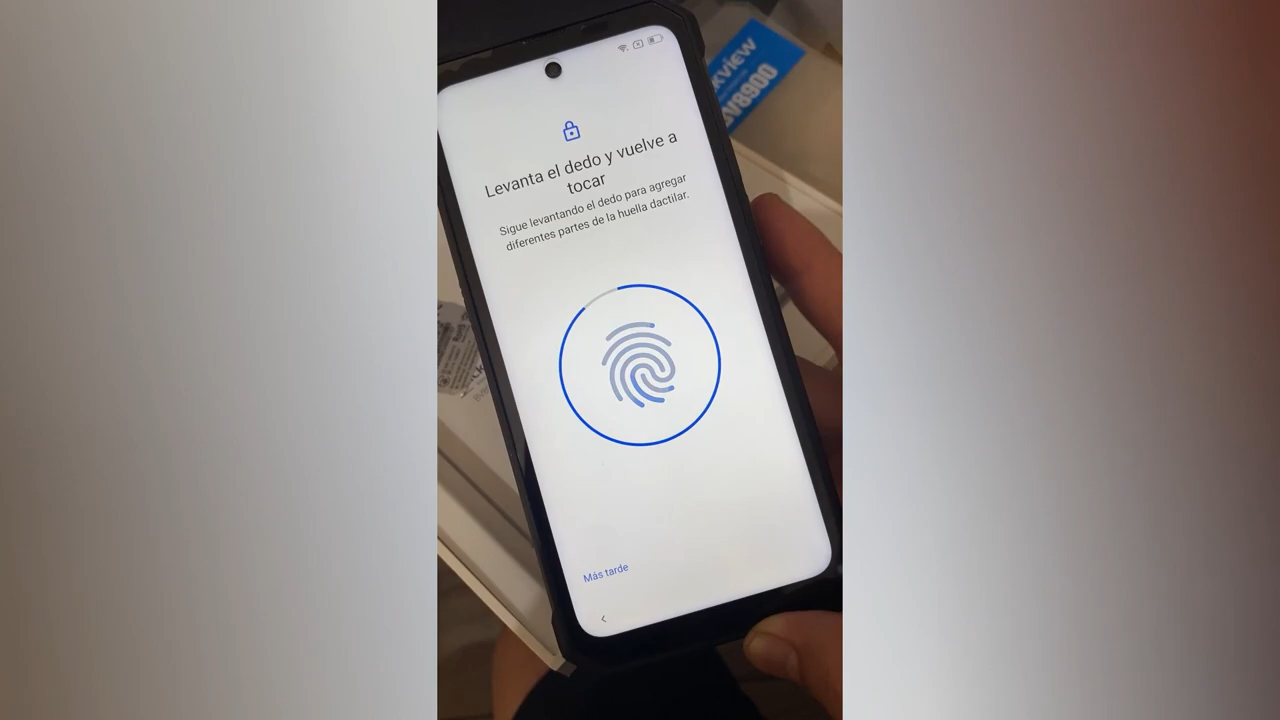 kview
BV8900
Levanta el dedo y vuelve a
tocar
Sigue levantando el dedo para agregar
diferentes partes de la huella dactilar.
Más tarde